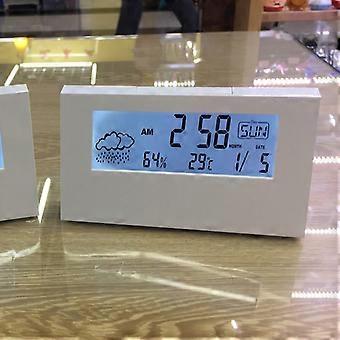 AM 2 58 SUN
MONTH DATE
64% 29°C 1/ 5